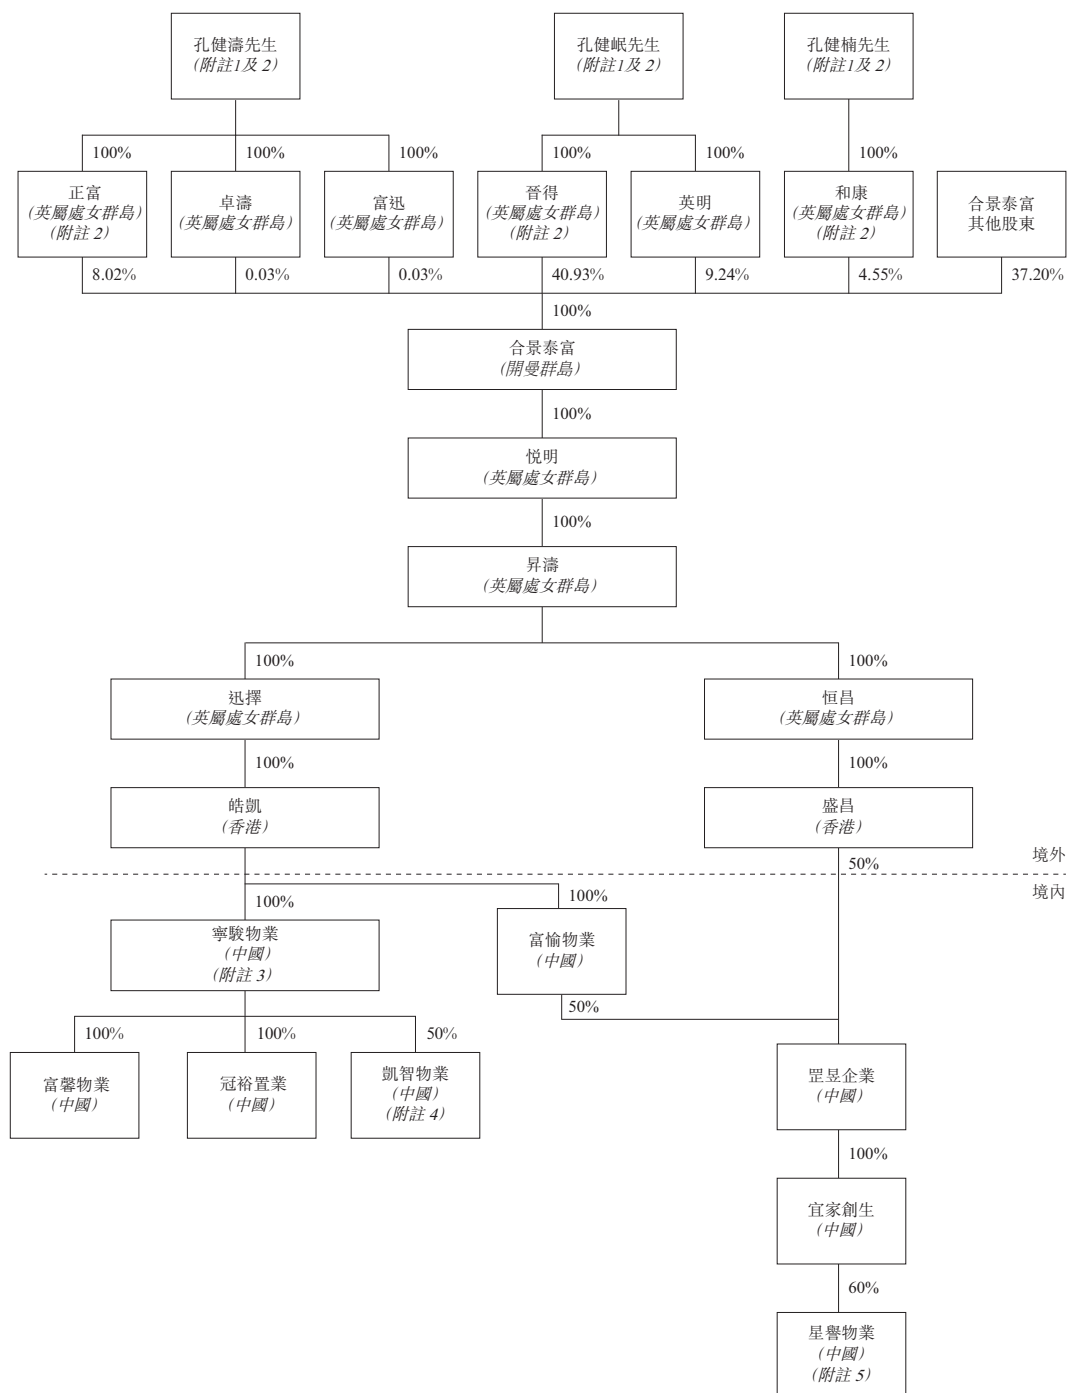 孔健濤先生
(附註1及 2)
孔健岷先生
(附註1及 2)
孔健楠先生
(附註1及 2)
100%
100%
100%
100%
100%
100%
正富
(英屬處女群島)
(附註 2)
卓濤
(英屬處女群島)
富迅
(英屬處女群島)
晉得
(英屬處女群島)
(附註 2)
英明
(英屬處女群島)
和康
(英屬處女群島)
(附註 2)
合景泰富
其他股東
8.02%
0.03%
0.03%
40.93%
9.24%
4.55%
37.20%
100%
合景泰富
(開曼群島)
100%
悦明
(英屬處女群島)
100%
昇濤
(英屬處女群島)
100%
100%
迅擇
(英屬處女群島)
恒昌
(英屬處女群島)
100%
100%
皓凱
(香港)
盛昌
(香港)
50%
境外
境內
100%
100%
寧駿物業
(中國)
(附註 3)
富愉物業
(中國)
50%
100%
100%
50%
富馨物業
(中國)
冠裕置業
(中國)
凱智物業
(中國)
(附註 4)
罡昱企業
(中國)
100%
宜家創生
(中國)
60%
星譽物業
(中國)
(附註 5)